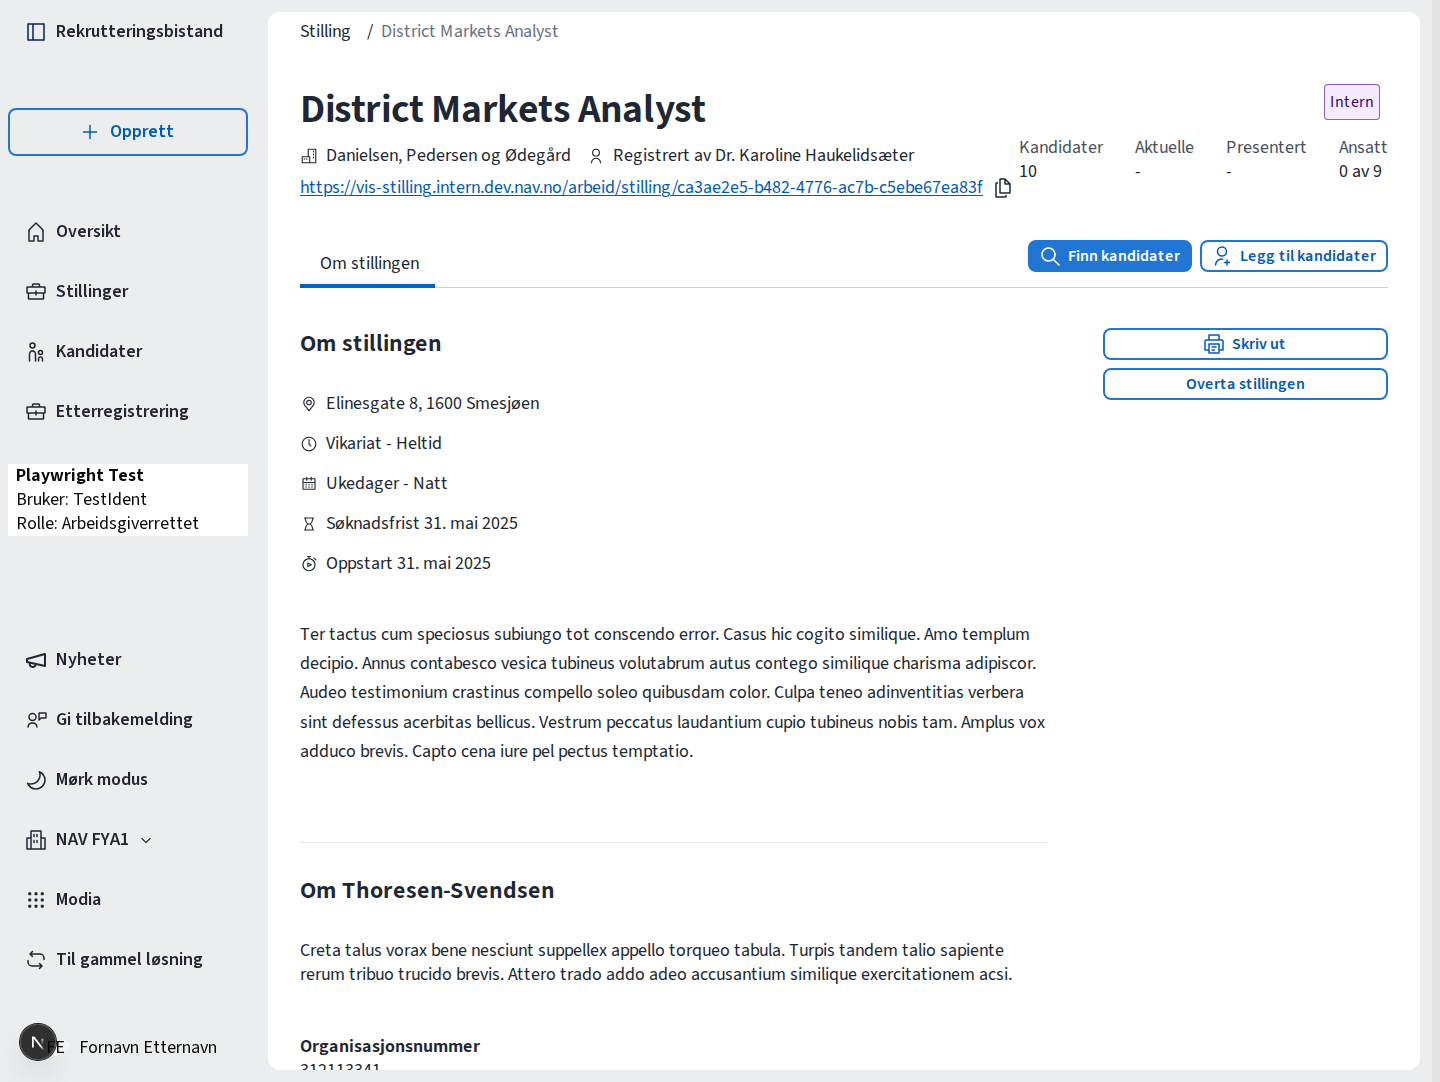 Rekrutteringsbistand
Opprett
Oversikt
Stillinger
Kandidater
Etterregistrering
Playwright Test
Bruker: TestIdent
Rolle: Arbeidsgiverrettet
Nyheter
Gi tilbakemelding
Mørk modus
NAV FYA1
Modia
Til gammel løsning
N
FE Fornavn Etternavn
Stilling / District Markets Analyst
District Markets Analyst
Intern
Danielsen, Pedersen og Ødegård Registrert av Dr. Karoline Haukelidsæter
https://vis-stilling.intern.dev.nav.no/arbeid/stilling/ca3ae2e5-b482-4776-ac7b-c5ebe67ea83f
Kandidater Aktuelle Presentert Ansatt
10 - - 0 av 9
Om stillingen
Finn kandidater
Legg til kandidater
Om stillingen
Skriv ut
Overta stillingen
Elinesgate 8, 1600 Smesjøen
Vikariat - Heltid
Ukedager - Natt
Søknadsfrist 31. mai 2025
Oppstart 31. mai 2025
Ter tactus cum speciosus subiungo tot conscendo error. Casus hic cogito similique. Amo templum
decipio. Annus contabesco vesica tubineus volutabrum autus contego similique charisma adipiscor.
Audeo testimonium crastinus compello soleo quibusdam color. Culpa teneo adinventitias verbera
sint defessus acerbitas bellicus. Vestrum peccatus laudantium cupio tubineus nobis tam. Amplus vox
adduco brevis. Capto cena iure pel pectus temptatio.
Om Thoresen-Svendsen
Creta talus vorax bene nesciunt suppellex appello torqueo tabula. Turpis tandem talio sapiente
rerum tribuo trucido brevis. Attero trado addo adeo accusantium similique exercitationem acsi.
Organisasjonsnummer
312113341